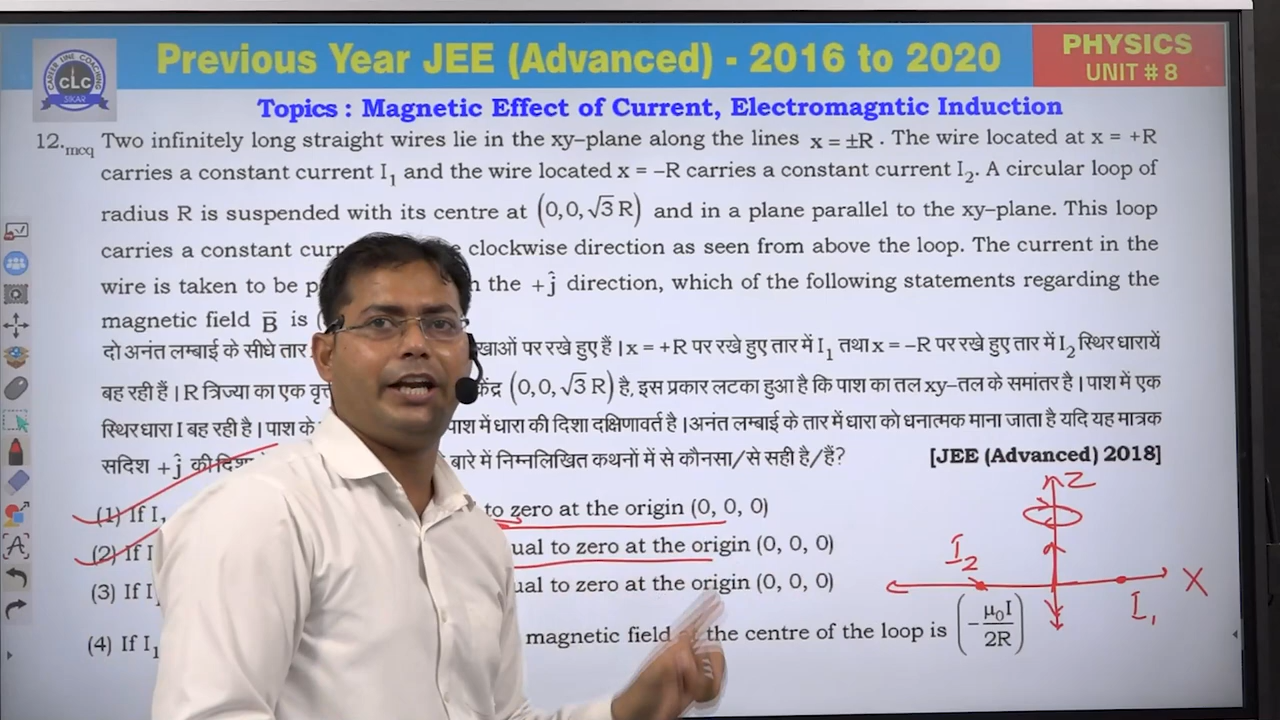 CAREER LINE COACHING
CLC
SIKAR
Previous Year JEE (Advanced) - 2016 to 2020
PHYSICS
UNIT # 8
Topics : Magnetic Effect of Current, Electromagntic Induction
12.mcq Two infinitely long straight wires lie in the xy–plane along the lines x = ±R . The wire located at x = +R
carries a constant current I₁ and the wire located x = –R carries a constant current I₂. A circular loop of
radius R is suspended with its centre at (0,0,√3 R) and in a plane parallel to the xy–plane. This loop
carries a constant clockwise direction as seen from above the loop. The current in the
wire is taken to be the +ĵ direction, which of the following statements regarding the
magnetic field B⃗ is
दो अनंत लम्बाई के सीधे तार पर रखे हुए हैं। x = +R पर रखे हुए तार में I₁ तथा x = –R पर रखे हुए तार में I₂ स्थिर धारायें
बह रही हैं। R त्रिज्या का एक केंद्र (0,0,√3 R) है, इस प्रकार लटका हुआ है कि पाश का तल xy–तल के समांतर है। पाश में एक
स्थिर धारा I बह रही है। पाश के पाश में धारा की दिशा दक्षिणावर्त है। अनंत लम्बाई के तार में धारा को धनात्मक माना जाता है यदि यह मात्रक
सदिश +ĵ की बारे में निम्नलिखित कथनों में से कौनसा/से सही है/हैं?
[JEE (Advanced) 2018]
(1) If I₁ to zero at the origin (0, 0, 0)
(2) If I to zero at the origin (0, 0, 0)
(3) If I to zero at the origin (0, 0, 0)
(4) If I₁ magnetic field the centre of the loop is (–μ₀I/2R)
Z
I₂
X
I₁